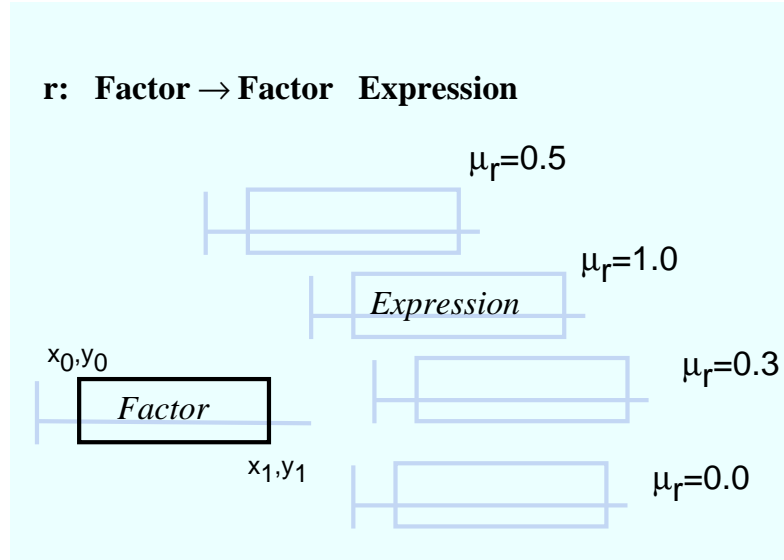 r: Factor → Factor Expression
μr=0.5
μr=1.0
Expression
x0,y0
μr=0.3
Factor
x1,y1
μr=0.0